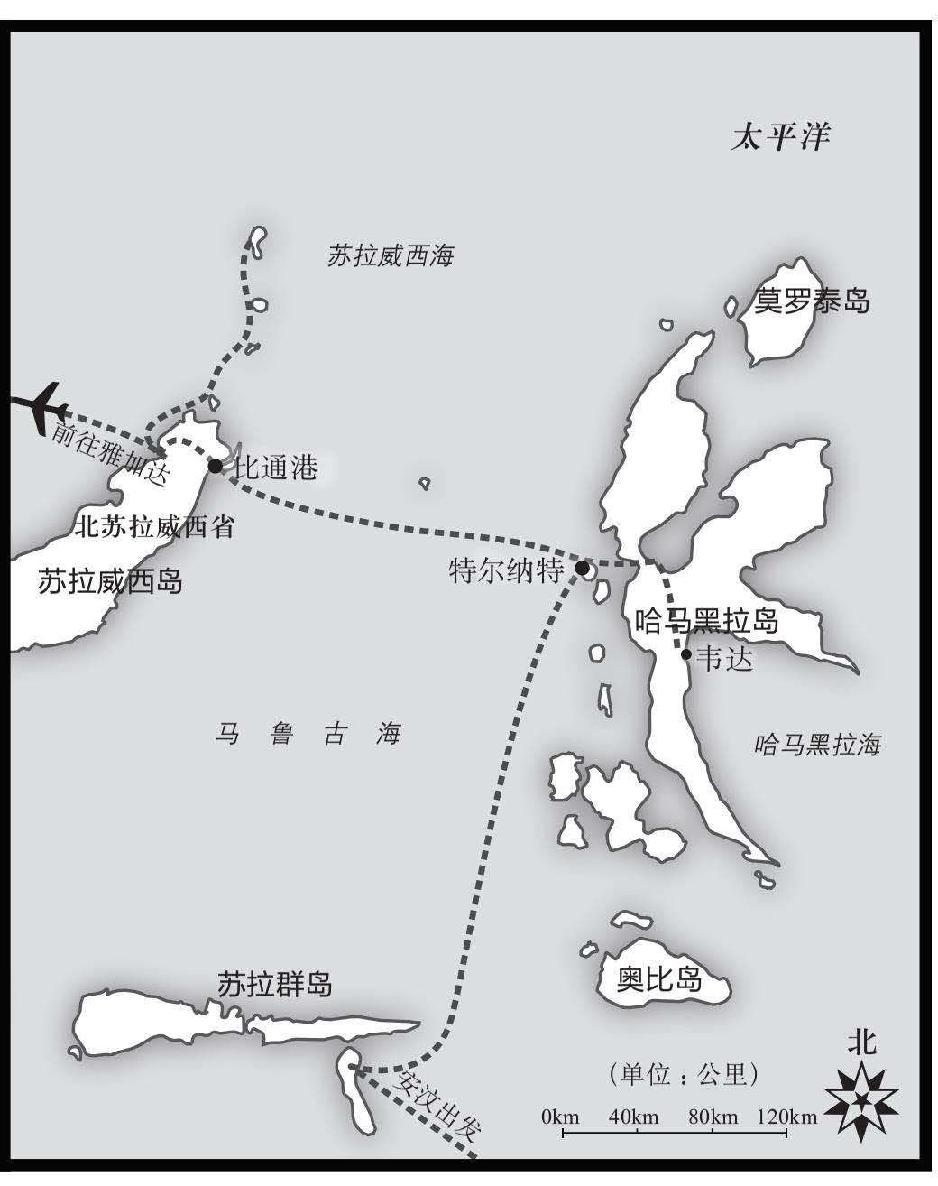 太平洋
苏拉威西海
莫罗泰岛
前往雅加达
比通港
北苏拉威西省
特尔纳特
苏拉威西岛
哈马黑拉岛
韦达
马鲁古海
哈马黑拉海
苏拉群岛
奥比岛
北
(单位：公里)
安汶出发
0km 40km 80km 120km